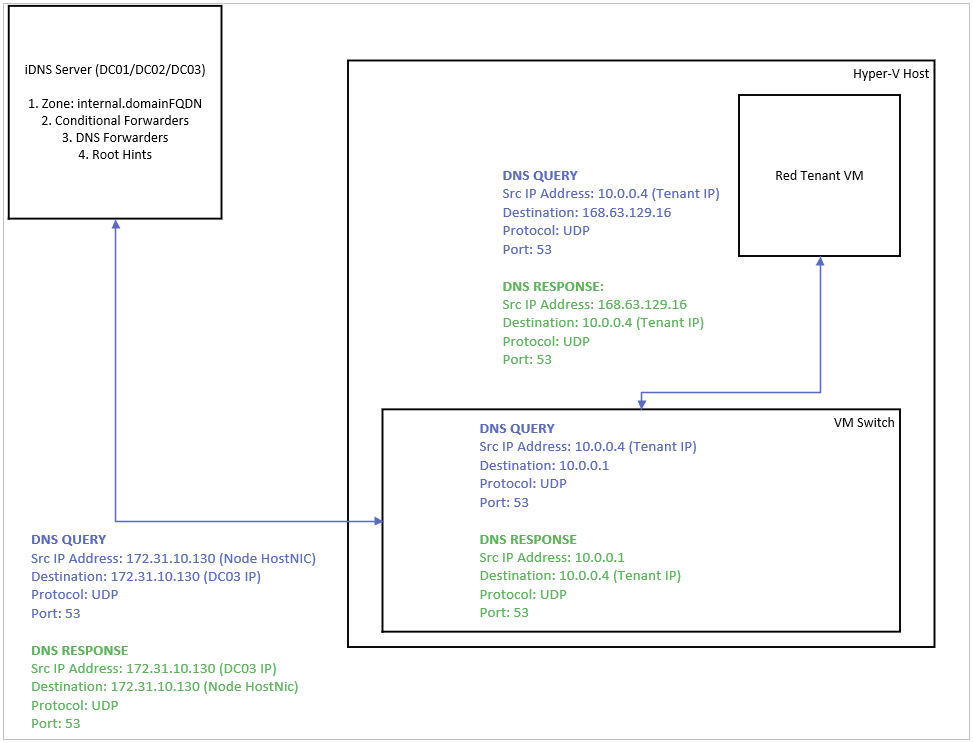 iDNS Server (DC01/DC02/DC03)
1. Zone: internal.domainFQDN
2. Conditional Forwarders
3. DNS Forwarders
4. Root Hints
Hyper-V Host
Red Tenant VM
DNS QUERY
Src IP Address: 10.0.0.4 (Tenant IP)
Destination: 168.63.129.16
Protocol: UDP
Port: 53
DNS RESPONSE:
Src IP Address: 168.63.129.16
Destination: 10.0.0.4 (Tenant IP)
Protocol: UDP
Port: 53
VM Switch
DNS QUERY
Src IP Address: 10.0.0.4 (Tenant IP)
Destination: 10.0.0.1
Protocol: UDP
Port: 53
DNS RESPONSE
Src IP Address: 10.0.0.1
Destination: 10.0.0.4 (Tenant IP)
Protocol: UDP
Port: 53
DNS QUERY
Src IP Address: 172.31.10.130 (Node HostNIC)
Destination: 172.31.10.130 (DC03 IP)
Protocol: UDP
Port: 53
DNS RESPONSE
Src IP Address: 172.31.10.130 (DC03 IP)
Destination: 172.31.10.130 (Node HostNic)
Protocol: UDP
Port: 53